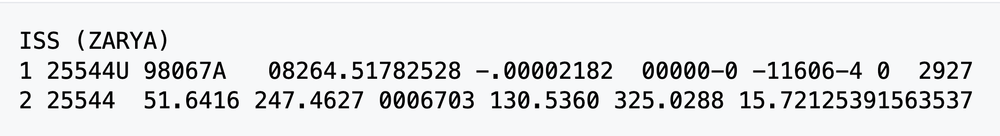 ISS (ZARYA)
1 25544U 98067A   08264.51782528 -.00002182  00000-0 -11606-4 0  2927
2 25544  51.6416 247.4627 0006703 130.5360 325.0288 15.72125391563537